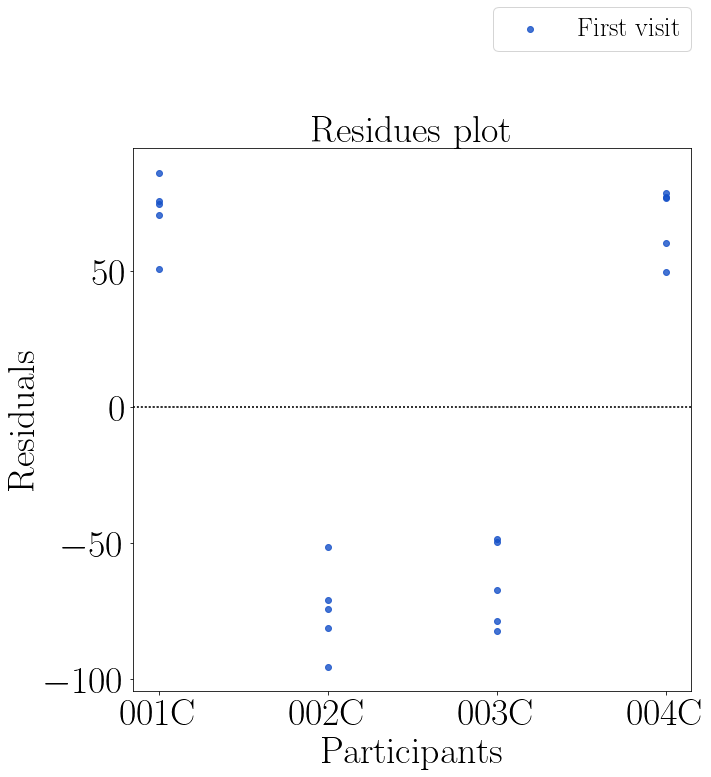 First visit
Residues plot
50
0
−50
−100
Residuals
001C 002C 003C 004C
Participants